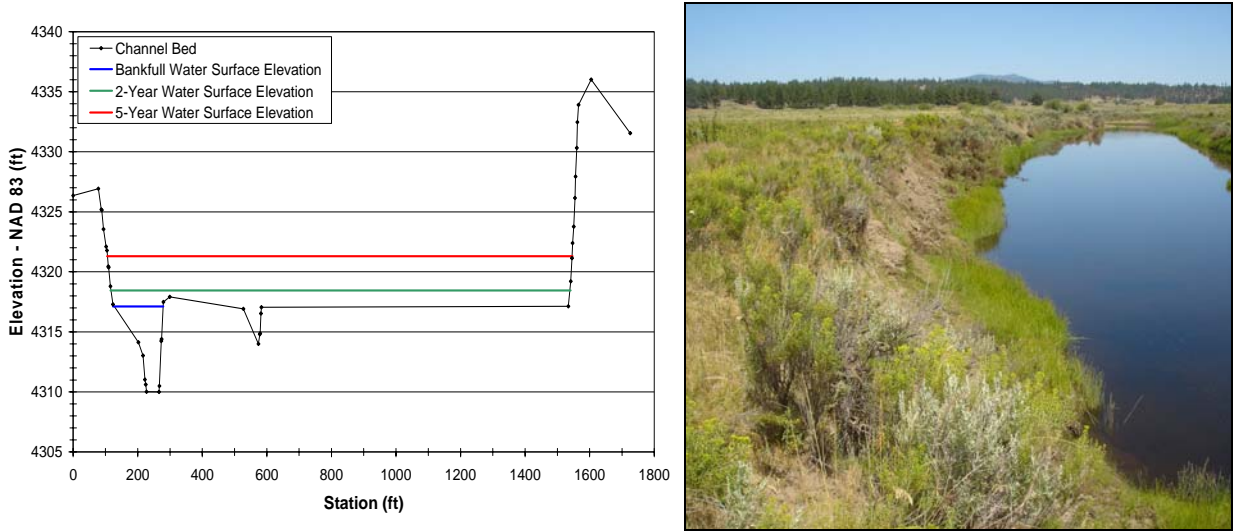 4340
4335
4330
4325
4320
4315
4310
4305
Elevation - NAD 83 (ft)
Channel Bed
Bankfull Water Surface Elevation
2-Year Water Surface Elevation
5-Year Water Surface Elevation
0 200 400 600 800 1000 1200 1400 1600 1800
Station (ft)